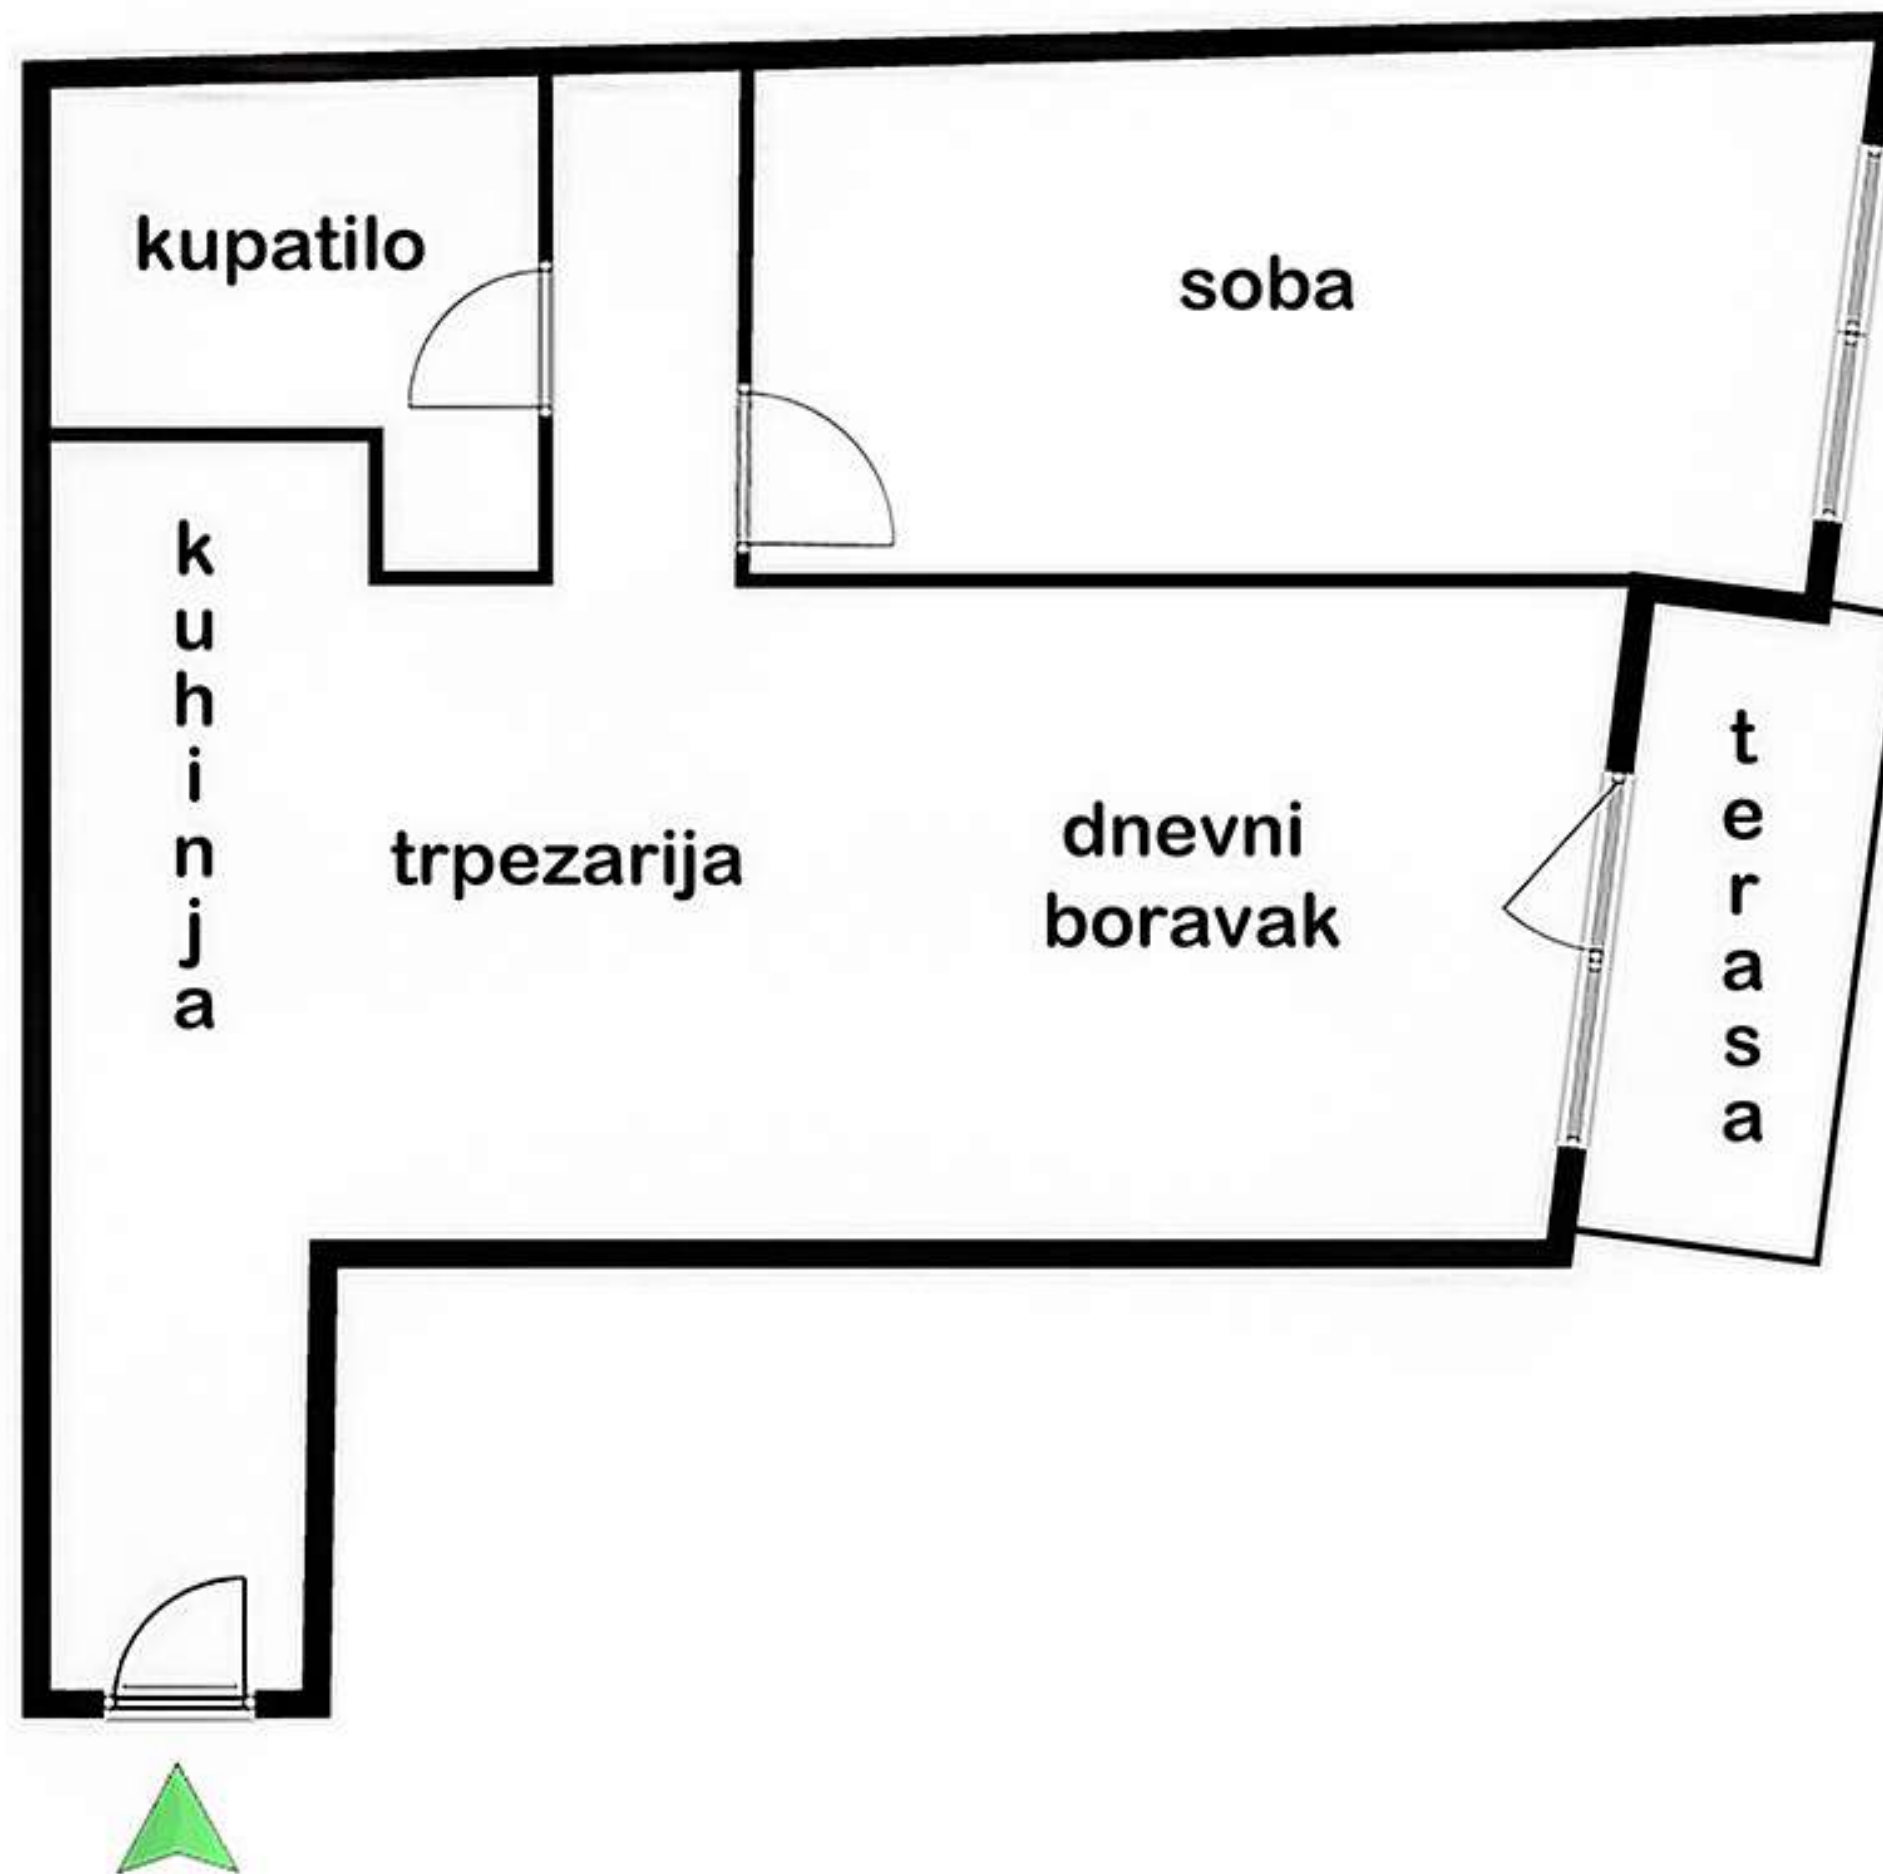 kupatilo
soba
kuhinja
trpezarija
dnevni
boravak
terasa